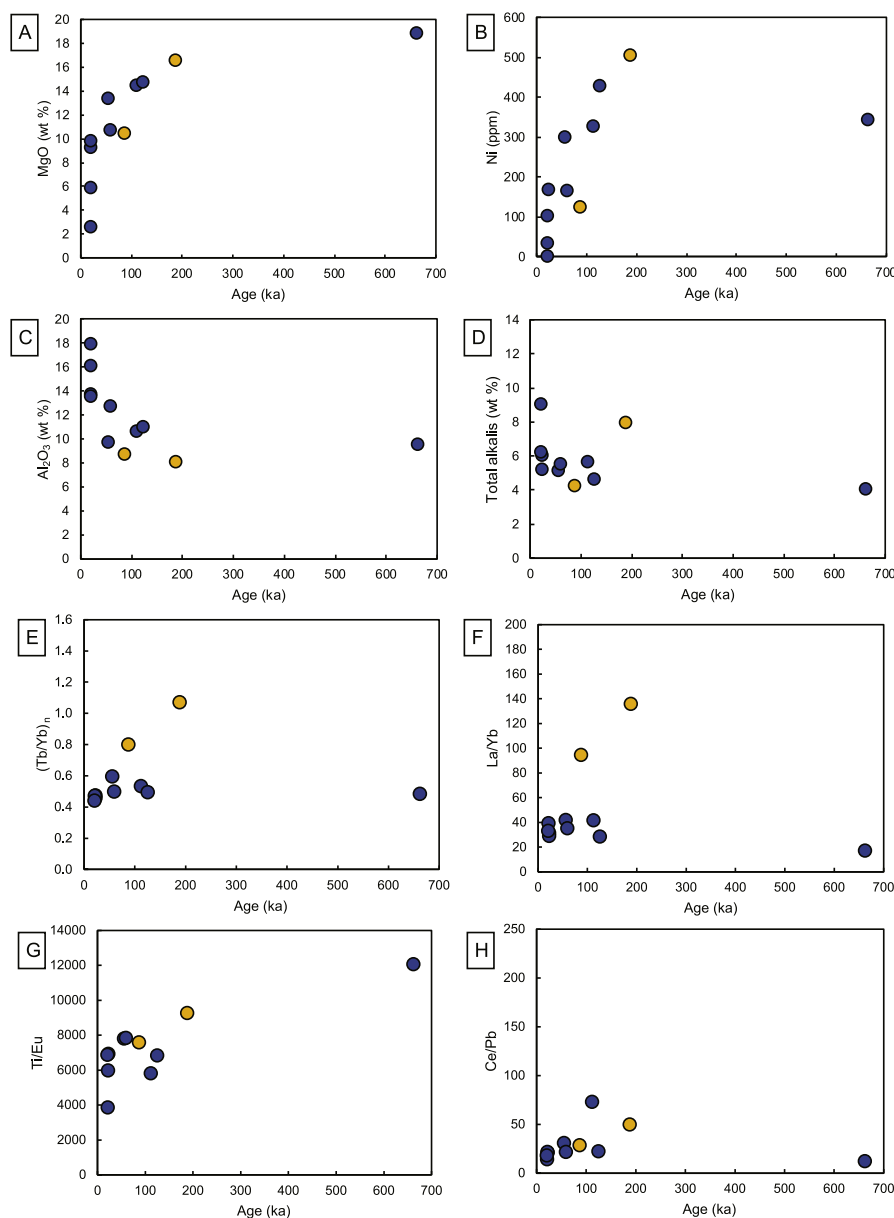 A
MgO (wt %)
20
18
16
14
12
10
8
6
4
2
0
0 100 200 300 400 500 600 700
Age (ka)
B
Ni (ppm)
600
500
400
300
200
100
0
0 100 200 300 400 500 600 700
Age (ka)
C
Al₂O₃ (wt %)
20
18
16
14
12
10
8
6
4
2
0
0 100 200 300 400 500 600 700
Age (ka)
D
Total alkalis (wt %)
14
12
10
8
6
4
2
0
0 100 200 300 400 500 600 700
Age (ka)
E
(Tb/Yb)ₙ
1.6
1.4
1.2
1.0
0.8
0.6
0.4
0.2
0.0
0 100 200 300 400 500 600 700
Age (ka)
F
La/Yb
200
180
160
140
120
100
80
60
40
20
0
0 100 200 300 400 500 600 700
Age (ka)
G
Ti/Eu
14000
12000
10000
8000
6000
4000
2000
0
0 100 200 300 400 500 600 700
Age (ka)
H
Ce/Pb
250
200
150
100
50
0
0 100 200 300 400 500 600 700
Age (ka)